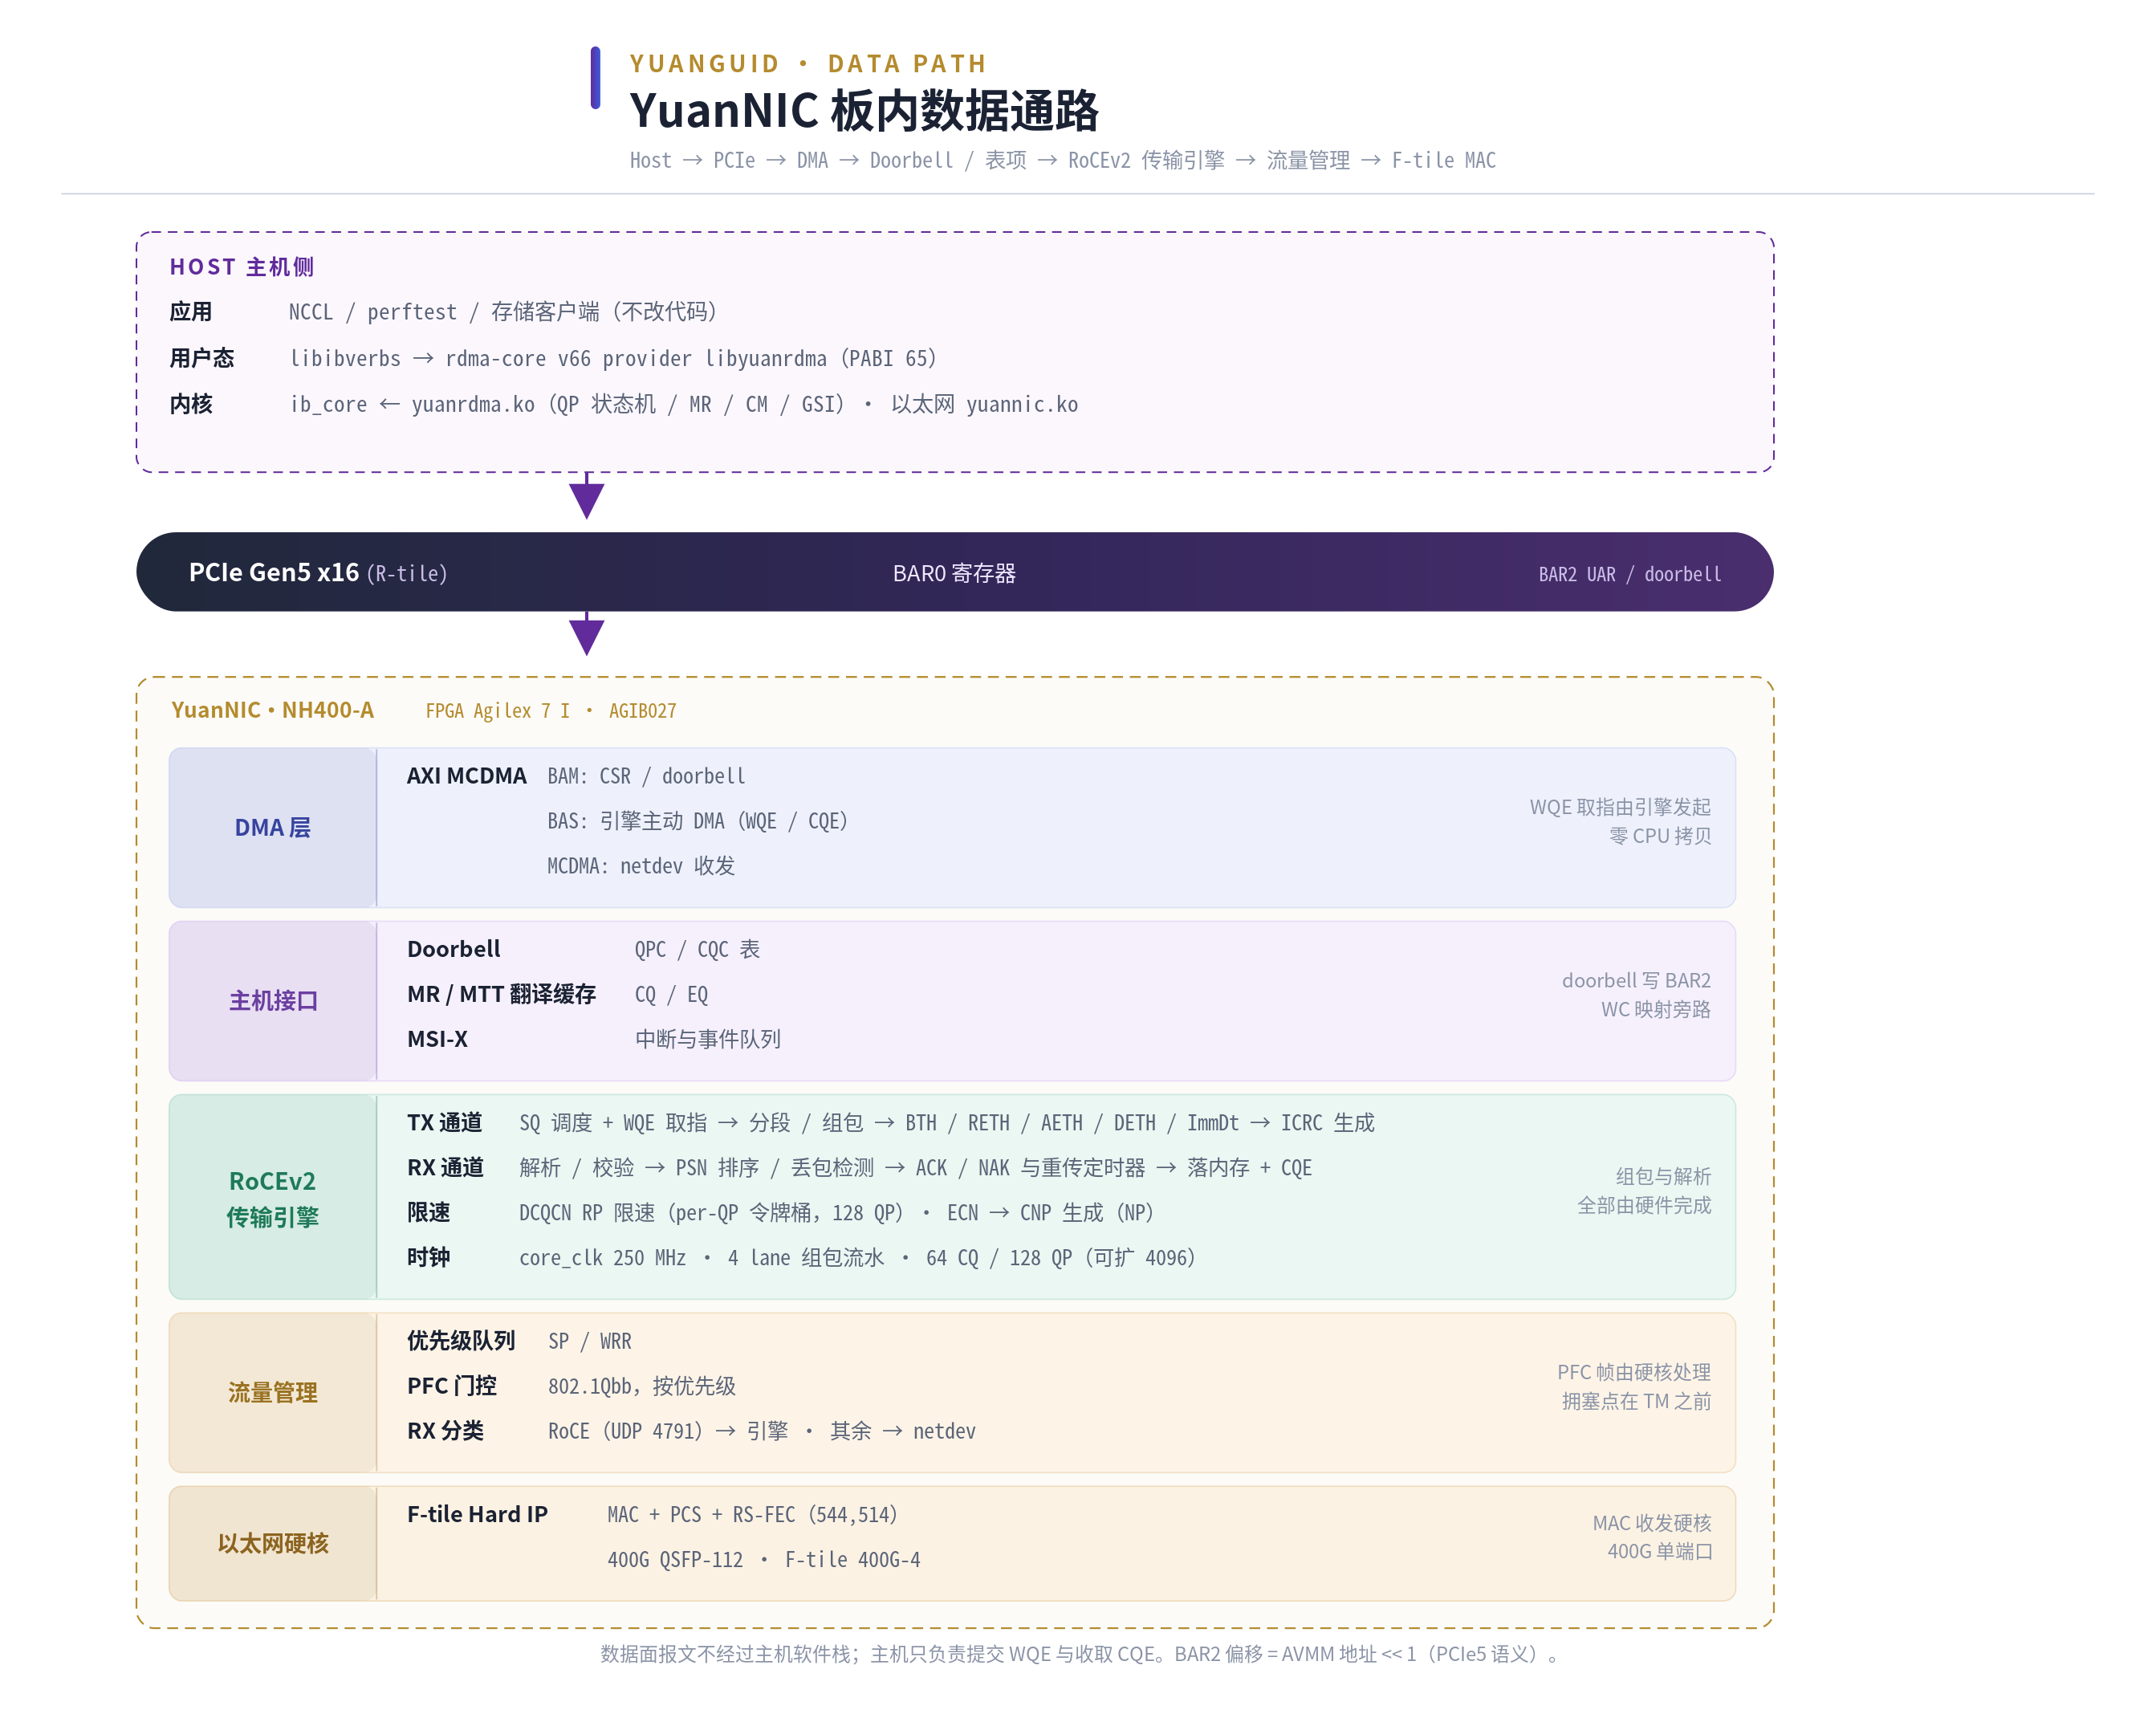 YUANGUID · DATA PATH
YuanNIC 板内数据通路
Host → PCIe → DMA → Doorbell / 表项 → RoCEv2 传输引擎 → 流量管理 → F-tile MAC
HOST 主机侧
应用 NCCL / perftest / 存储客户端（不改代码）
用户态 libibverbs → rdma-core v66 provider libyuanrdma（PABI 65）
内核 ib_core ← yuanrdma.ko（QP 状态机 / MR / CM / GSI）· 以太网 yuannic.ko
PCIe Gen5 x16 (R-tile) BAR0 寄存器 BAR2 UAR / doorbell
YuanNIC · NH400-A FPGA Agilex 7 I · AGIB027
DMA 层
AXI MCDMA BAM: CSR / doorbell
BAS: 引擎主动 DMA（WQE / CQE）
MCDMA: netdev 收发
WQE 取指由引擎发起
零 CPU 拷贝
主机接口
Doorbell QPC / CQC 表
MR / MTT 翻译缓存 CQ / EQ
MSI-X 中断与事件队列
doorbell 写 BAR2
WC 映射旁路
RoCEv2
传输引擎
TX 通道 SQ 调度 + WQE 取指 → 分段 / 组包 → BTH / RETH / AETH / DETH / ImmDt → ICRC 生成
RX 通道 解析 / 校验 → PSN 排序 / 丢包检测 → ACK / NAK 与重传定时器 → 落内存 + CQE
限速 DCQCN RP 限速（per-QP 令牌桶，128 QP）· ECN → CNP 生成（NP）
时钟 core_clk 250 MHz · 4 lane 组包流水 · 64 CQ / 128 QP（可扩 4096）
组包与解析
全部由硬件完成
流量管理
优先级队列 SP / WRR
PFC 门控 802.1Qbb，按优先级
RX 分类 RoCE（UDP 4791）→ 引擎 · 其余 → netdev
PFC 帧由硬核处理
拥塞点在 TM 之前
以太网硬核
F-tile Hard IP MAC + PCS + RS-FEC（544,514）
400G QSFP-112 · F-tile 400G-4
MAC 收发硬核
400G 单端口
数据面报文不经过主机软件栈；主机只负责提交 WQE 与收取 CQE。BAR2 偏移 = AVMM 地址 << 1（PCIe5 语义）。